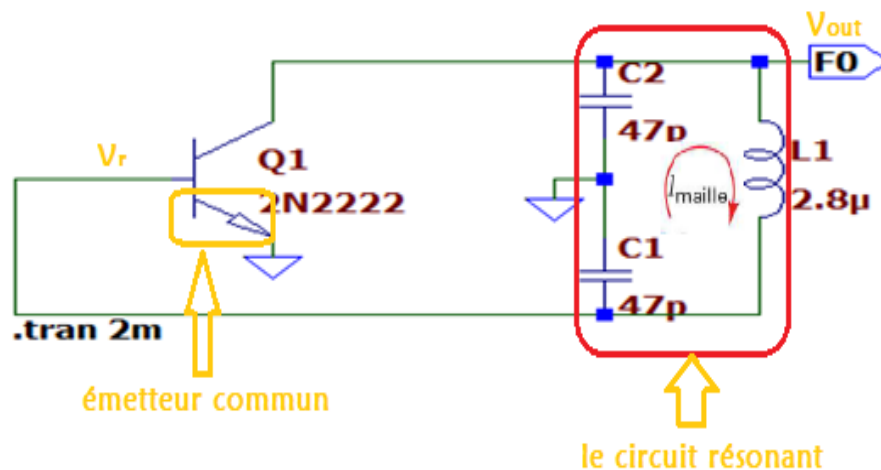 Vout
F0
C2
47p
Vr
Q1
2N2222
Imaille
L1
2.8µ
C1
47p
.tran 2m
émetteur commun
le circuit résonant